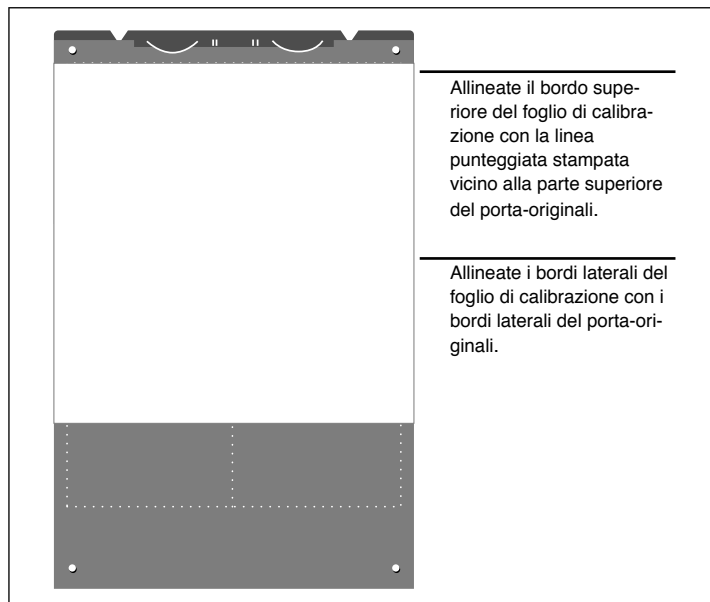 Allineate il bordo supe-
riore del foglio di calibra-
zione con la linea
punteggiata stampata
vicino alla parte superiore
del porta-originali.
Allineate i bordi laterali del
foglio di calibrazione con i
bordi laterali del porta-ori-
ginali.